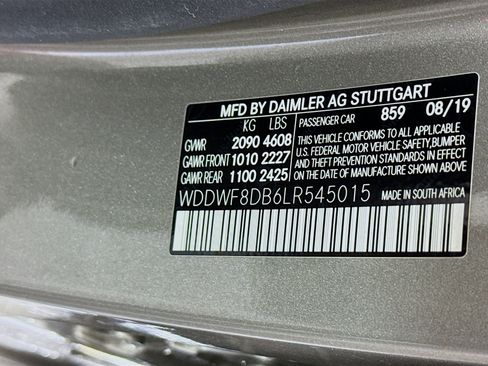 MFD BY DAIMLER AG STUTTGART
KG LBS PASSENGER CAR 859 08/19
GVWR 2090 4608
GAWR FRONT 1010 2227
GAWR REAR 1100 2425
THIS VEHICLE CONFORMS TO ALL APPLICABLE
U.S. FEDERAL MOTOR VEHICLE SAFETY,BUMPER
AND THEFT PREVENTION STANDARDS IN EFFECT
ON THE DATE OF MANUFACTURE SHOWN ABOVE.
WDDWF8DB6LR545015 MADE IN SOUTH AFRICA